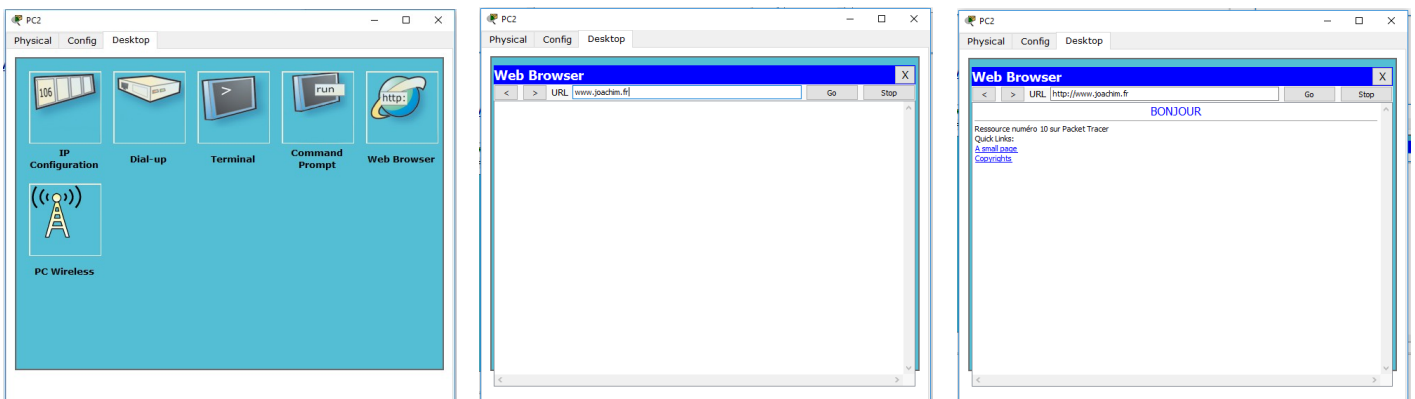 PC2
Physical Config Desktop
106
>
run
http:
IP Configuration
Dial-up
Terminal
Command Prompt
Web Browser
PC Wireless
PC2
Physical Config Desktop
Web Browser X
< > URL www.joachim.fr Go Stop
PC2
Physical Config Desktop
Web Browser X
< > URL http://www.joachim.fr Go Stop
BONJOUR
Ressource numéro 10 sur Packet Tracer
Quick Links:
A small page
Copyrights